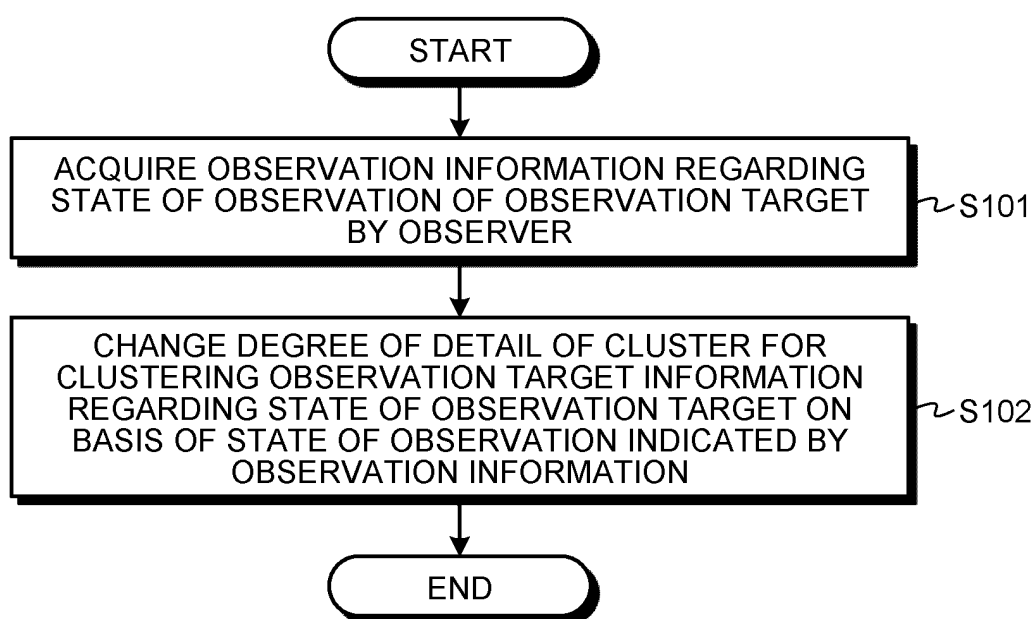 START
ACQUIRE OBSERVATION INFORMATION REGARDING
STATE OF OBSERVATION OF OBSERVATION TARGET
BY OBSERVER
S101
CHANGE DEGREE OF DETAIL OF CLUSTER FOR
CLUSTERING OBSERVATION TARGET INFORMATION
REGARDING STATE OF OBSERVATION TARGET ON
BASIS OF STATE OF OBSERVATION INDICATED BY
OBSERVATION INFORMATION
S102
END